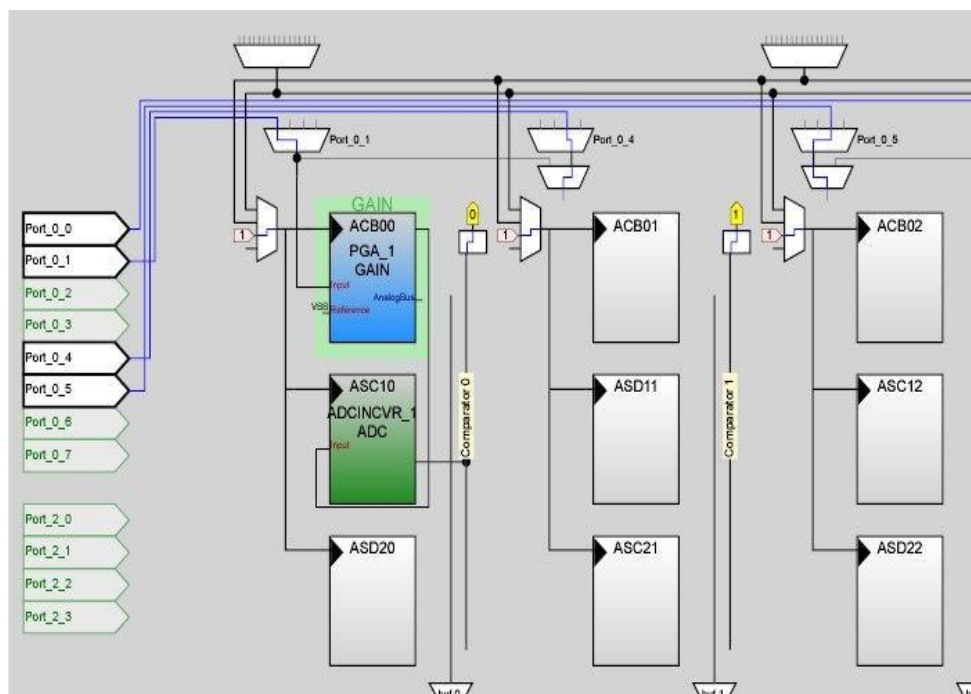 Port_0_1
Port_0_4
Port_0_5
Port_0_0
Port_0_1
Port_0_2
Port_0_3
Port_0_4
Port_0_5
Port_0_6
Port_0_7
Port_2_0
Port_2_1
Port_2_2
Port_2_3
1
GAIN
ACB00
PGA_1
GAIN
Input
AnalogBus
VSS
Reference
ASC10
ADCINCVR_1
ADC
Input
ASD20
0
Comparator 0
1
ACB01
ASD11
ASC21
1
Comparator 1
1
ACB02
ASC12
ASD22